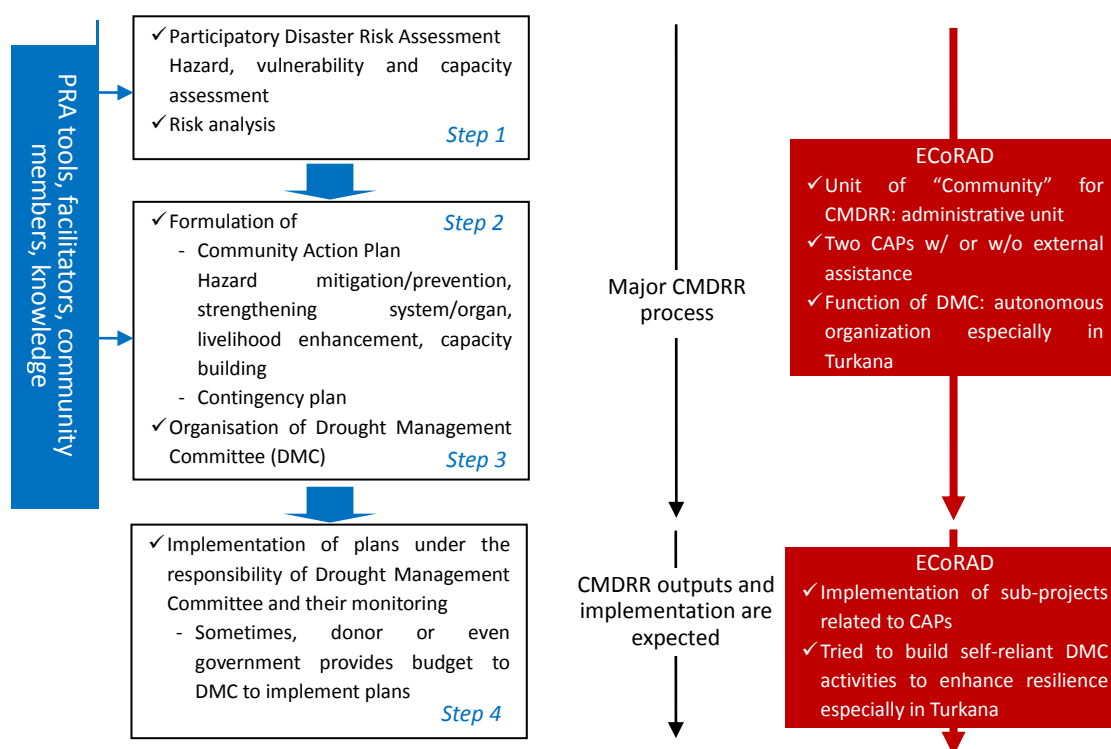 PRA tools, facilitators, community
members, knowledge
✓Participatory Disaster Risk Assessment
Hazard, vulnerability and capacity
assessment
✓Risk analysis
Step 1
✓Formulation of
Step 2
- Community Action Plan
Hazard mitigation/prevention,
strengthening system/organ,
livelihood enhancement, capacity
building
- Contingency plan
✓Organisation of Drought Management
Committee (DMC)
Step 3
✓Implementation of plans under the
responsibility of Drought Management
Committee and their monitoring
- Sometimes, donor or even
government provides budget to
DMC to implement plans
Step 4
Major CMDRR
process
CMDRR outputs and
implementation are
expected
ECoRAD
✓Unit of “Community” for
CMDRR: administrative unit
✓Two CAPs w/ or w/o external
assistance
✓Function of DMC: autonomous
organization especially in
Turkana
ECoRAD
✓Implementation of sub-projects
related to CAPs
✓Tried to build self-reliant DMC
activities to enhance resilience
especially in Turkana